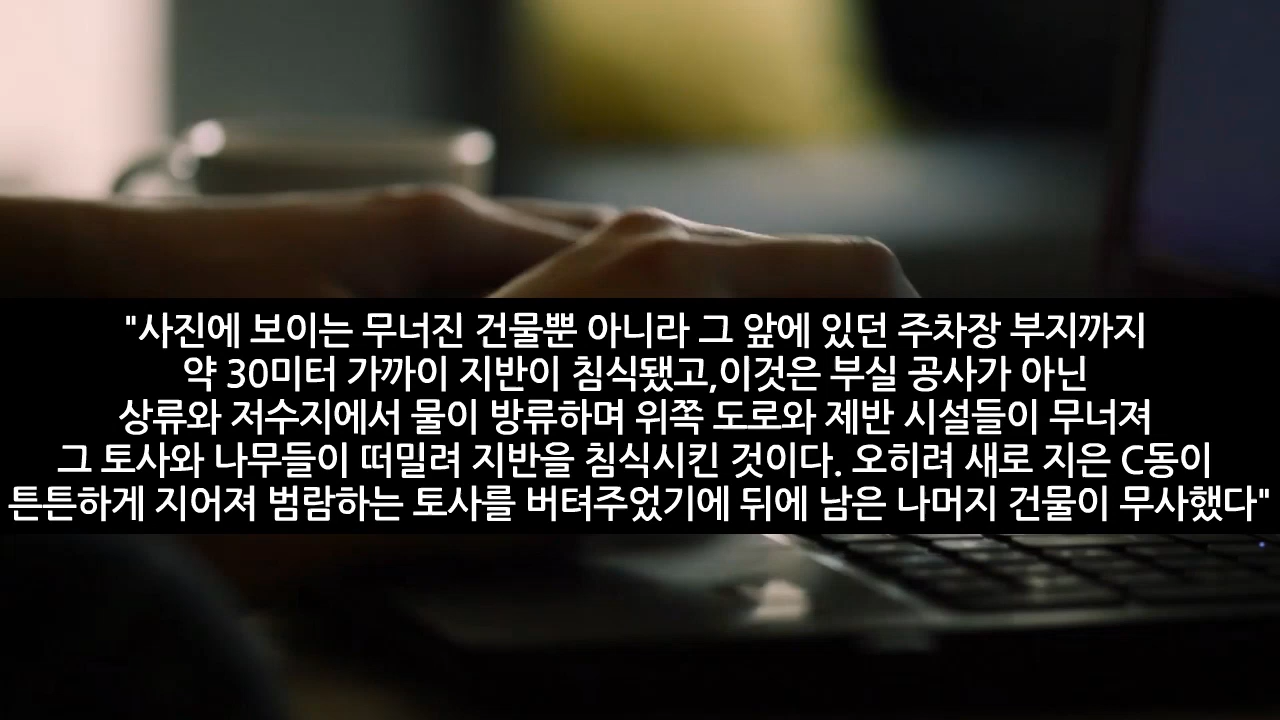 "사진에 보이는 무너진 건물뿐 아니라 그 앞에 있던 주차장 부지까지
약 30미터 가까이 지반이 침식됐고,이것은 부실 공사가 아닌
상류와 저수지에서 물이 방류하며 위쪽 도로와 제반 시설들이 무너져
그 토사와 나무들이 떠밀려 지반을 침식시킨 것이다. 오히려 새로 지은 C동이
튼튼하게 지어져 범람하는 토사를 버텨주었기에 뒤에 남은 나머지 건물이 무사했다"